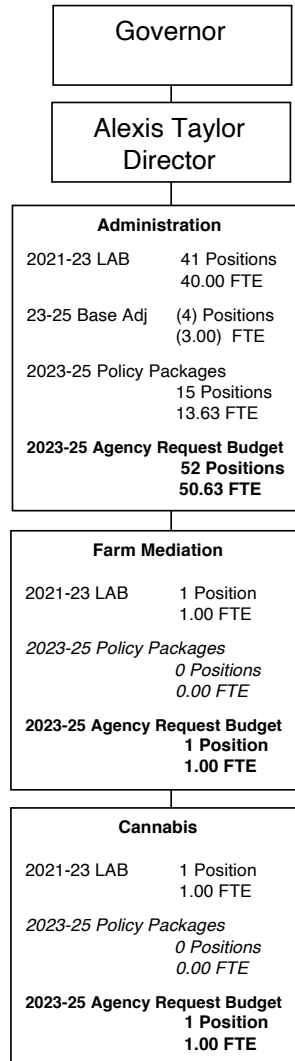 Governor
Alexis Taylor
Director
Administration
2021-23 LAB 41 Positions
40.00 FTE
23-25 Base Adj (4) Positions
(3.00) FTE
2023-25 Policy Packages
15 Positions
13.63 FTE
2023-25 Agency Request Budget
52 Positions
50.63 FTE
Farm Mediation
2021-23 LAB 1 Position
1.00 FTE
2023-25 Policy Packages
0 Positions
0.00 FTE
2023-25 Agency Request Budget
1 Position
1.00 FTE
Cannabis
2021-23 LAB 1 Position
1.00 FTE
2023-25 Policy Packages
0 Positions
0.00 FTE
2023-25 Agency Request Budget
1 Position
1.00 FTE